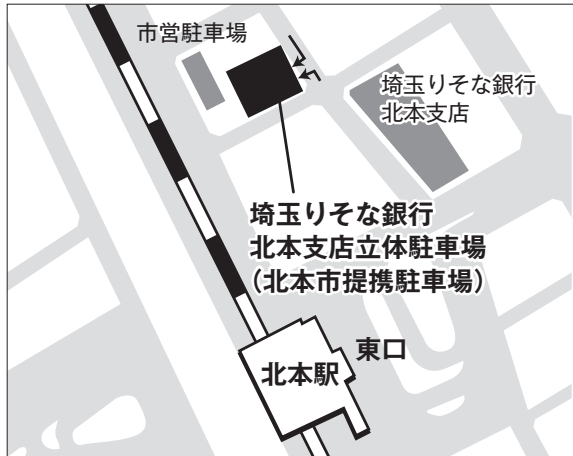 市営駐車場
埼玉りそな銀行
北本支店
埼玉りそな銀行
北本支店立体駐車場
（北本市提携駐車場）
東口
北本駅